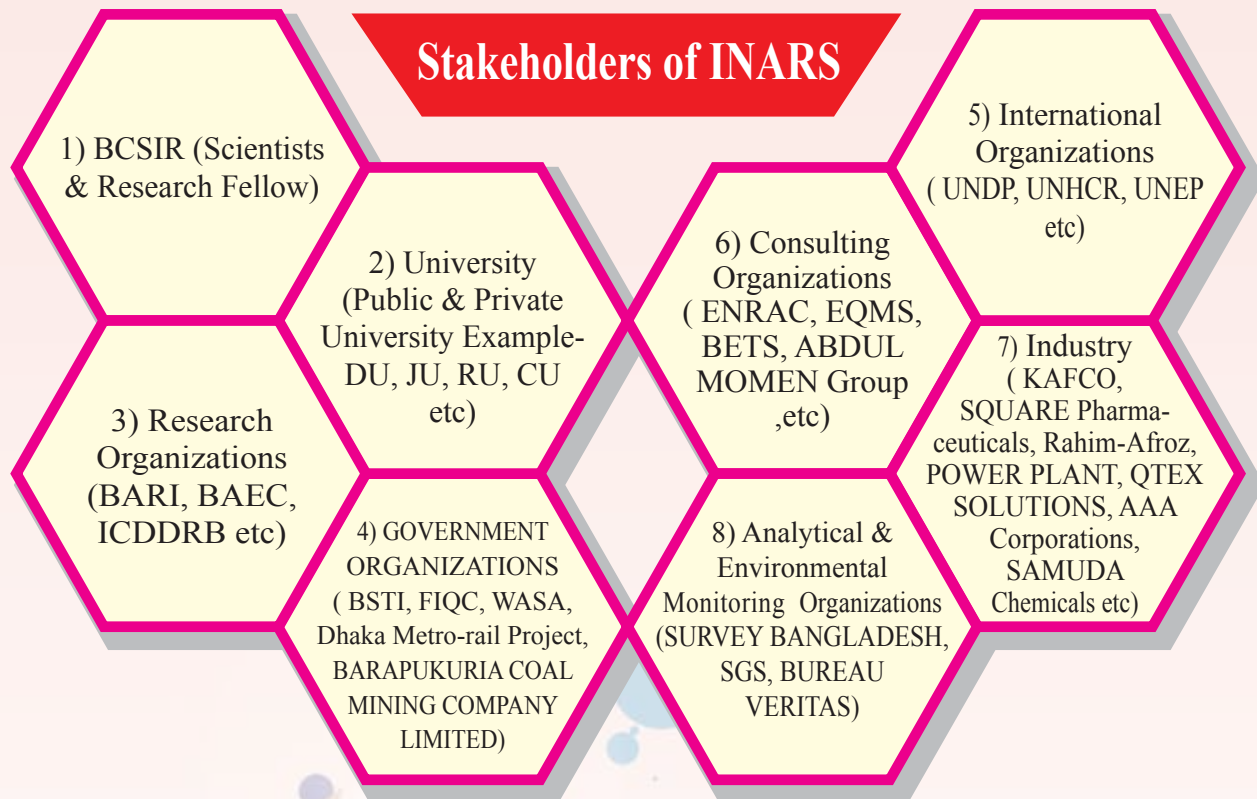 Stakeholders of INARS
1) BCSIR (Scientists
& Research Fellow)
2) University
(Public & Private
University Example-
DU, JU, RU, CU
etc)
3) Research
Organizations
(BARI, BAEC,
ICDDRB etc)
4) GOVERNMENT
ORGANIZATIONS
( BSTI, FIQC, WASA,
Dhaka Metro-rail Project,
BARAPUKURIA COAL
MINING COMPANY
LIMITED)
5) International
Organizations
( UNDP, UNHCR, UNEP
etc)
6) Consulting
Organizations
( ENRAC, EQMS,
BETS, ABDUL
MOMEN Group
,etc)
7) Industry
( KAFCO,
SQUARE Pharma-
ceuticals, Rahim-Afroz,
POWER PLANT, QTEX
SOLUTIONS, AAA
Corporations,
SAMUDA
Chemicals etc)
8) Analytical &
Environmental
Monitoring Organizations
(SURVEY BANGLADESH,
SGS, BUREAU
VERITAS)